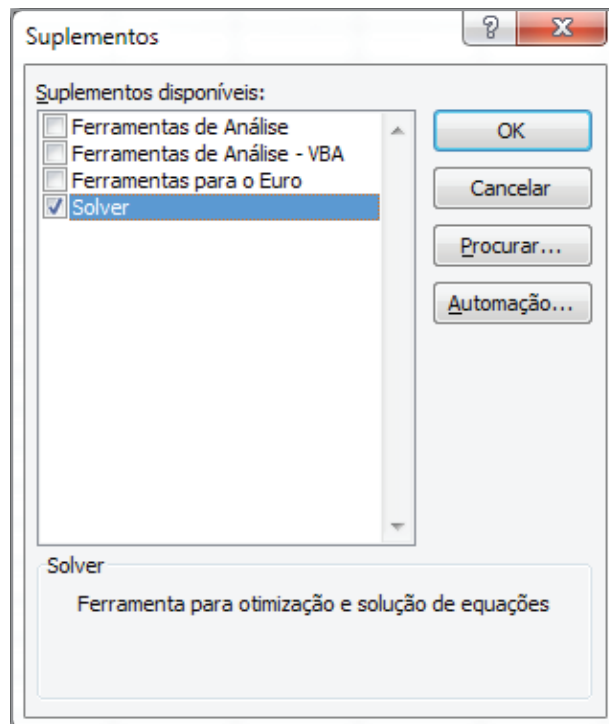 Suplementos
Suplementos disponíveis:
Ferramentas de Análise
Ferramentas de Análise - VBA
Ferramentas para o Euro
Solver
OK
Cancelar
Procurar...
Automação...
Solver
Ferramenta para otimização e solução de equações